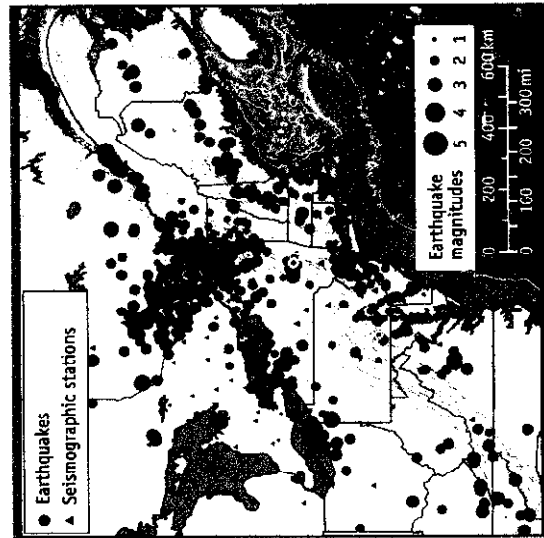 Earthquakes
Seismographic stations
Earthquake
magnitudes
5 4 3 2 1
0 200 400 600 km
0 100 200 300 mi